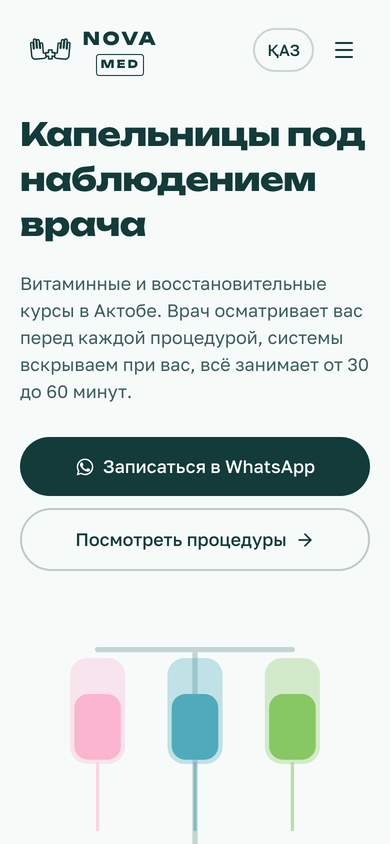 NOVA
MED
ҚАЗ
Капельницы под
наблюдением
врача
Витаминные и восстановительные
курсы в Актобе. Врач осматривает вас
перед каждой процедурой, системы
вскрываем при вас, всё занимает от 30
до 60 минут.
Записаться в WhatsApp
Посмотреть процедуры →